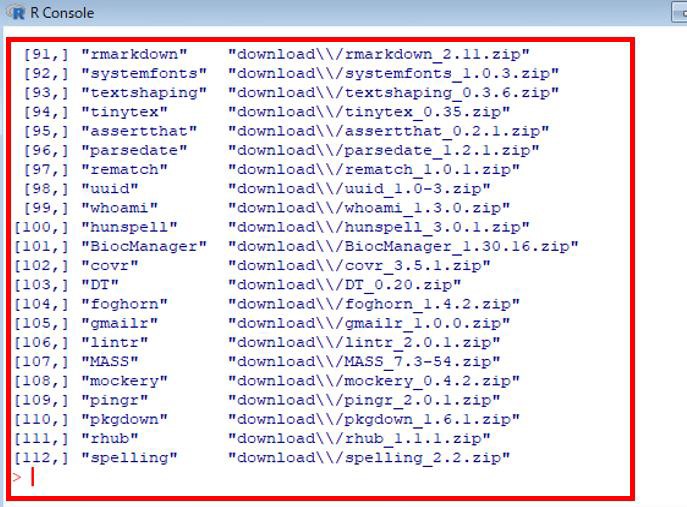 R Console
[91,] "rmarkdown" "download\\/rmarkdown_2.11.zip"
[92,] "systemfonts" "download\\/systemfonts_1.0.3.zip"
[93,] "textshaping" "download\\/textshaping_0.3.6.zip"
[94,] "tinytex" "download\\/tinytex_0.35.zip"
[95,] "assertthat" "download\\/assertthat_0.2.1.zip"
[96,] "parsedate" "download\\/parsedate_1.2.1.zip"
[97,] "rematch" "download\\/rematch_1.0.1.zip"
[98,] "uuid" "download\\/uuid_1.0-3.zip"
[99,] "whoami" "download\\/whoami_1.3.0.zip"
[100,] "hunspell" "download\\/hunspell_3.0.1.zip"
[101,] "BiocManager" "download\\/BiocManager_1.30.16.zip"
[102,] "covr" "download\\/covr_3.5.1.zip"
[103,] "DT" "download\\/DT_0.20.zip"
[104,] "foghorn" "download\\/foghorn_1.4.2.zip"
[105,] "gmailr" "download\\/gmailr_1.0.0.zip"
[106,] "lintr" "download\\/lintr_2.0.1.zip"
[107,] "MASS" "download\\/MASS_7.3-54.zip"
[108,] "mockery" "download\\/mockery_0.4.2.zip"
[109,] "pingr" "download\\/pingr_2.0.1.zip"
[110,] "pkgdown" "download\\/pkgdown_1.6.1.zip"
[111,] "rhub" "download\\/rhub_1.1.1.zip"
[112,] "spelling" "download\\/spelling_2.2.zip"
>